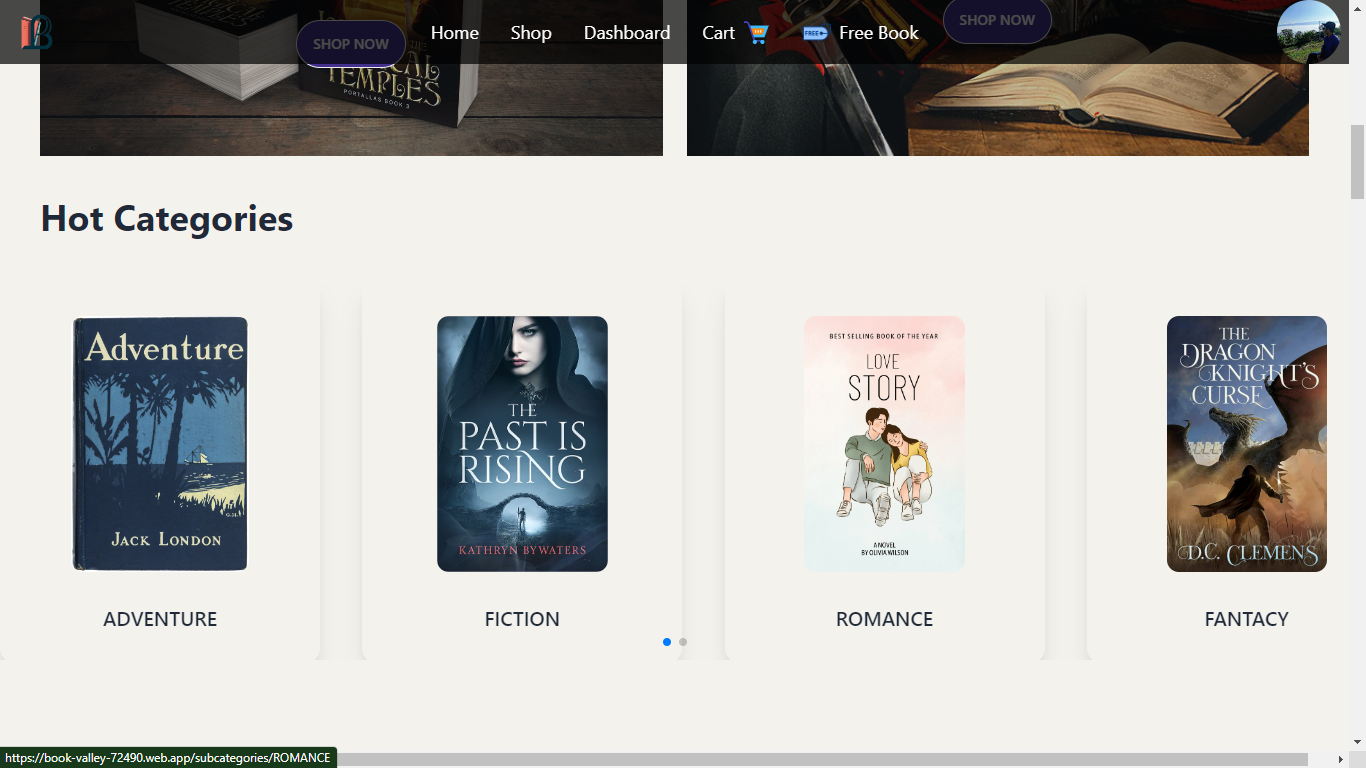 SHOP NOW
Home
Shop
Dashboard
Cart
FREE
Free Book
SHOP NOW
TEMPLES
PORTALLAS BOOK 3
Hot Categories
Adventure
JACK LONDON
ADVENTURE
THE
PAST IS
RISING
KATHRYN BYWATERS
FICTION
BEST SELLING BOOK OF THE YEAR
LOVE
STORY
A NOVEL
BY OLIVIA WILSON
ROMANCE
THE
DRAGON
KNIGHT'S
CURSE
D.C. CLEMENS
FANTACY
https://book-valley-72490.web.app/subcategories/ROMANCE